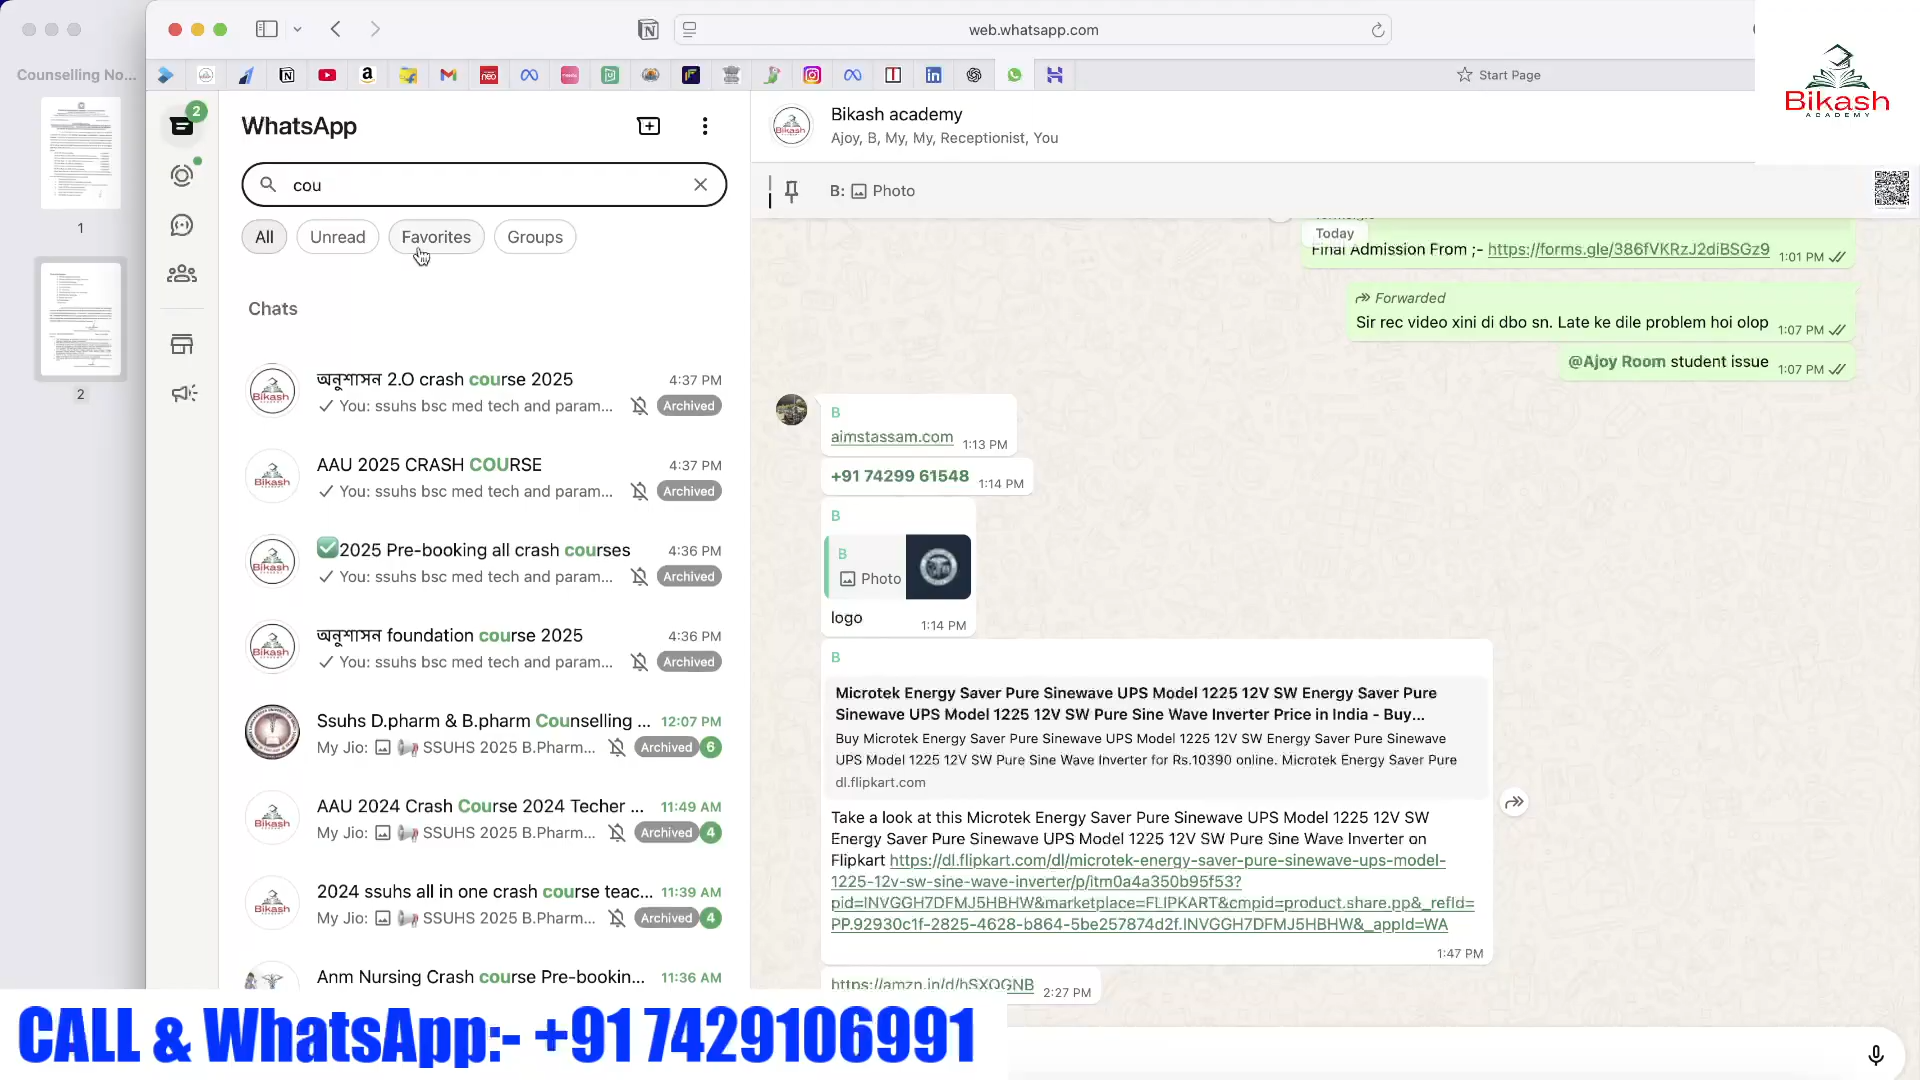 Counselling No...
1
2
web.whatsapp.com
Start Page
Bikash
ACADEMY
2
WhatsApp
cou
All
Unread
Favorites
Groups
Chats
অনুশাসন 2.O crash course 2025
4:37 PM
You: ssuhs bsc med tech and param...
Archived
AAU 2025 CRASH COURSE
4:37 PM
You: ssuhs bsc med tech and param...
Archived
✅2025 Pre-booking all crash courses
4:36 PM
You: ssuhs bsc med tech and param...
Archived
অনুশাসন foundation course 2025
4:36 PM
You: ssuhs bsc med tech and param...
Archived
Ssuhs D.pharm & B.pharm Counselling ...
12:07 PM
My Jio: SSUHS 2025 B.Pharm...
Archived 6
AAU 2024 Crash Course 2024 Techer ...
11:49 AM
My Jio: SSUHS 2025 B.Pharm...
Archived 4
2024 ssuhs all in one crash course teac...
11:39 AM
My Jio: SSUHS 2025 B.Pharm...
Archived 4
Anm Nursing Crash course Pre-bookin...
11:36 AM
Bikash academy
Ajoy, B, My, My, Receptionist, You
B: Photo
Today
Final Admission From ;- https://forms.gle/386fVKRzJ2diBSGz9 1:01 PM
Forwarded
Sir rec video xini di dbo sn. Late ke dile problem hoi olop 1:07 PM
@Ajoy Room student issue 1:07 PM
B
aimstassam.com 1:13 PM
+91 74299 61548 1:14 PM
B
B
Photo
logo 1:14 PM
B
Microtek Energy Saver Pure Sinewave UPS Model 1225 12V SW Energy Saver Pure
Sinewave UPS Model 1225 12V SW Pure Sine Wave Inverter Price in India - Buy...
Buy Microtek Energy Saver Pure Sinewave UPS Model 1225 12V SW Energy Saver Pure Sinewave
UPS Model 1225 12V SW Pure Sine Wave Inverter for Rs.10390 online. Microtek Energy Saver Pure
dl.flipkart.com
Take a look at this Microtek Energy Saver Pure Sinewave UPS Model 1225 12V SW
Energy Saver Pure Sinewave UPS Model 1225 12V SW Pure Sine Wave Inverter on
Flipkart https://dl.flipkart.com/dl/microtek-energy-saver-pure-sinewave-ups-model-
1225-12v-sw-sine-wave-inverter/p/itm0a4a350b95f53?
pid=INVGGH7DFMJ5HBHW&marketplace=FLIPKART&cmpid=product.share.pp&_refId=
PP.92930c1f-2825-4628-b864-5be257874d2f.INVGGH7DFMJ5HBHW&_appId=WA
1:47 PM
https://amzn.in/d/hSXQGNB 2:27 PM
CALL & WhatsApp:- +91 7429106991